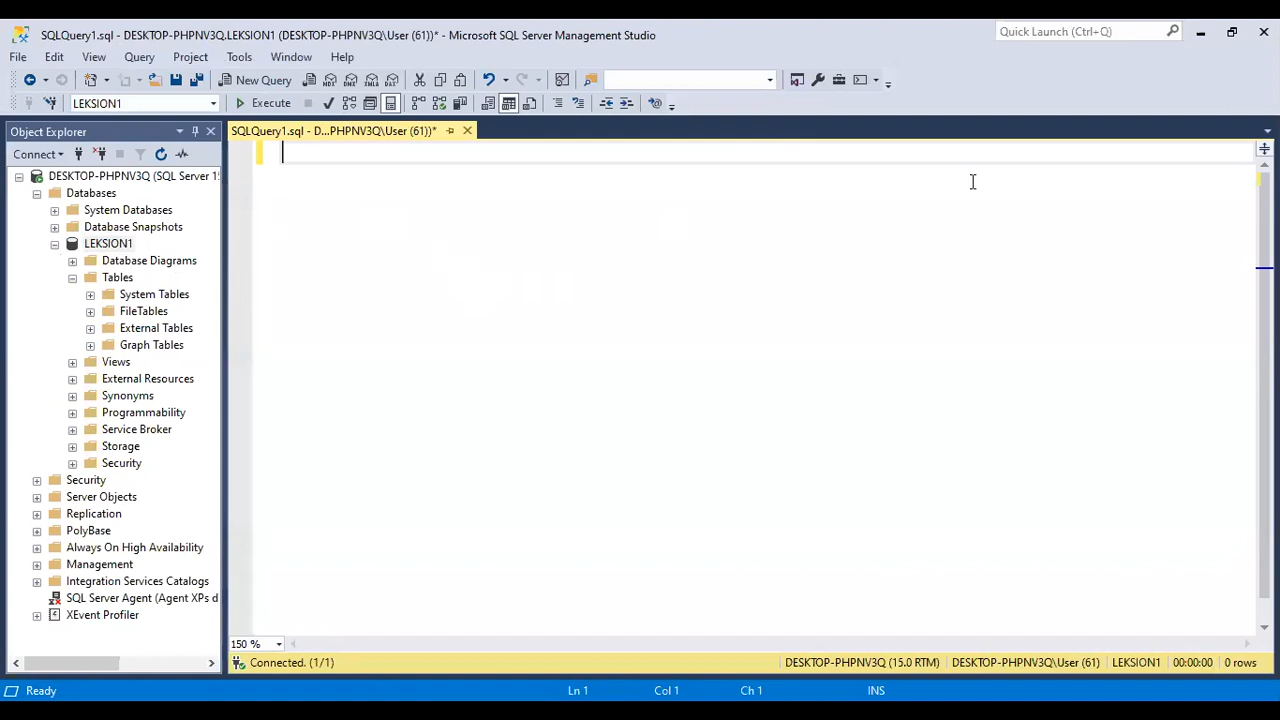 SQLQuery1.sql - DESKTOP-PHPNV3Q.LEKSION1 (DESKTOP-PHPNV3Q\User (61))* - Microsoft SQL Server Management Studio
Quick Launch (Ctrl+Q)
File Edit View Query Project Tools Window Help
New Query
LEKSION1 Execute
Object Explorer
SQLQuery1.sql - D...PHPNV3Q\User (61))*
Connect
DESKTOP-PHPNV3Q (SQL Server 1
Databases
System Databases
Database Snapshots
LEKSION1
Database Diagrams
Tables
System Tables
FileTables
External Tables
Graph Tables
Views
External Resources
Synonyms
Programmability
Service Broker
Storage
Security
Security
Server Objects
Replication
PolyBase
Always On High Availability
Management
Integration Services Catalogs
SQL Server Agent (Agent XPs d
XEvent Profiler
150 %
Connected. (1/1) DESKTOP-PHPNV3Q (15.0 RTM) DESKTOP-PHPNV3Q\User (61) LEKSION1 00:00:00 0 rows
Ready Ln 1 Col 1 Ch 1 INS